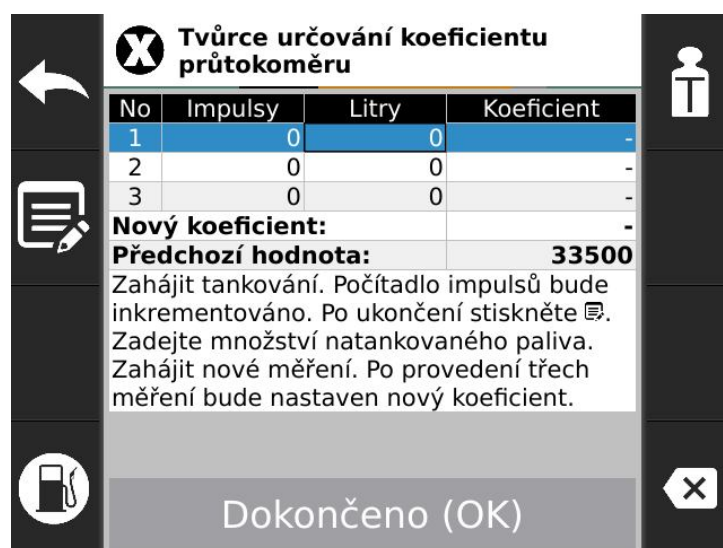 Tvůrce určování koeficientu
průtokoměru
T
No Impulsy Litry Koeficient
1 0 0 -
2 0 0 -
3 0 0 -
Nový koeficient: -
Předchozí hodnota: 33500
Zahájit tankování. Počítadlo impulsů bude
inkrementováno. Po ukončení stiskněte .
Zadejte množství natankovaného paliva.
Zahájit nové měření. Po provedení třech
měření bude nastaven nový koeficient.
Dokončeno (OK)